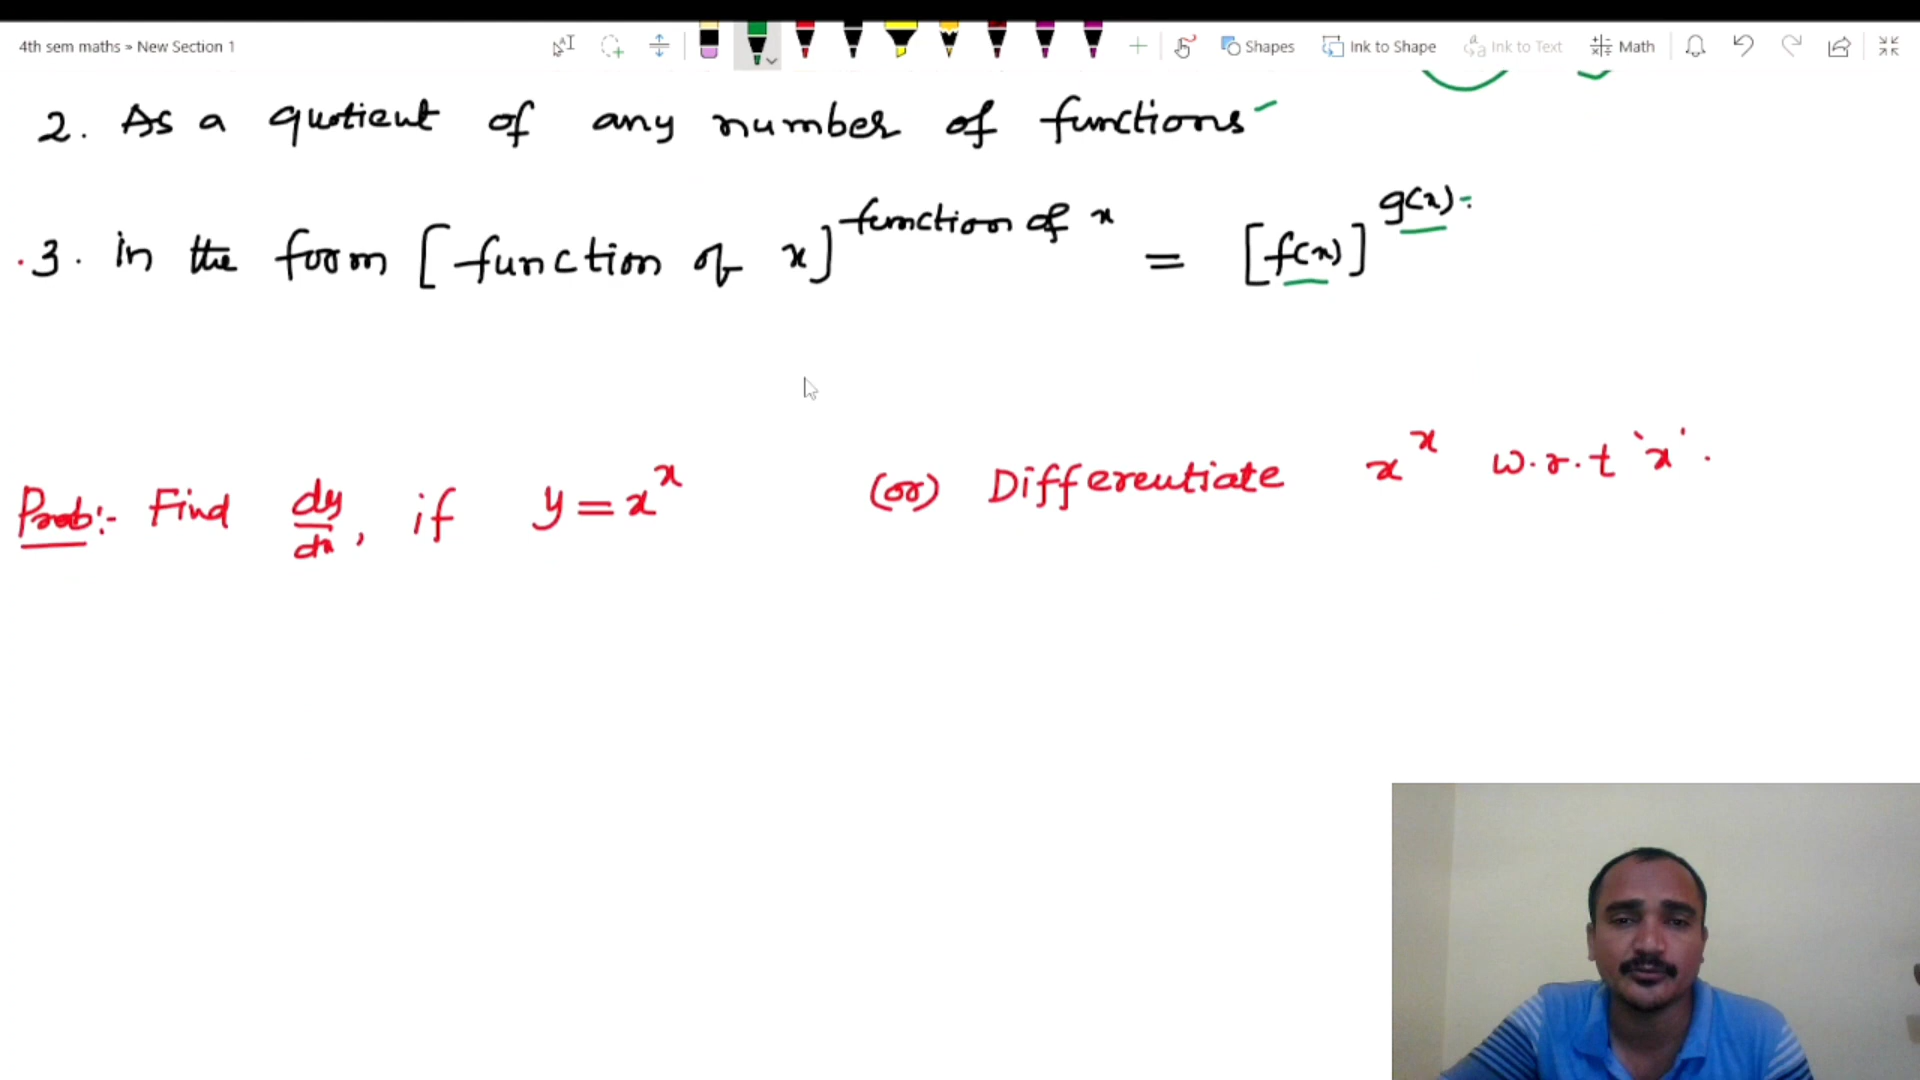 4th sem maths » New Section 1
Shapes Ink to Shape Ink to Text Math
2. As a quotient of any number of functions
3. in the form [function of x]^function of x = [f(x)]^g(x)
Prob:- Find dy/dx, if y = x^x (or) Differentiate x^x w.r.t 'x'.